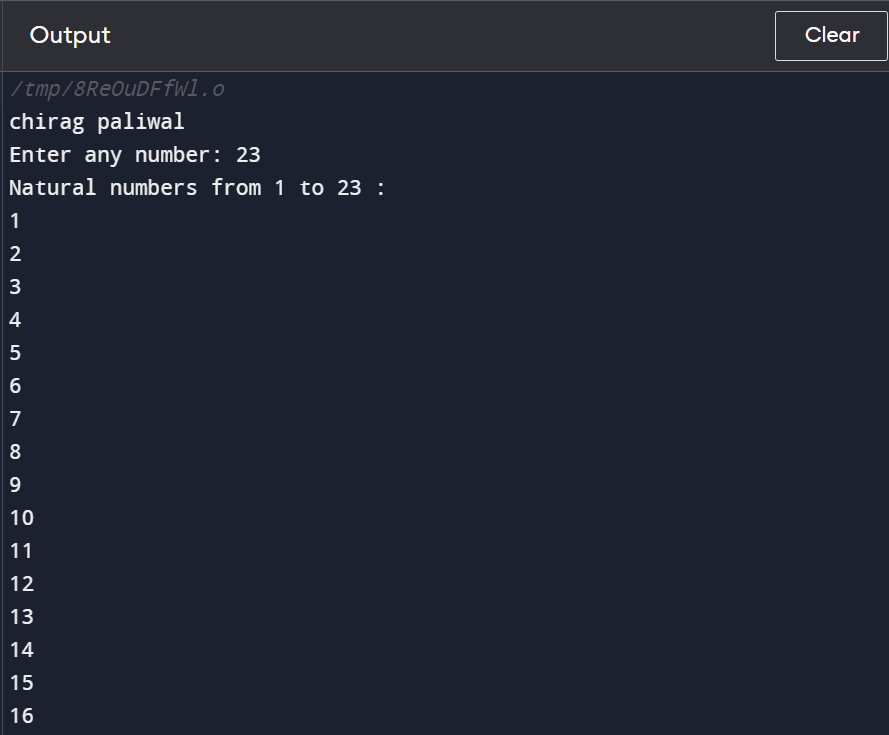 Output
Clear
/tmp/8ReOuDFfWl.o
chirag paliwal
Enter any number: 23
Natural numbers from 1 to 23 :
1
2
3
4
5
6
7
8
9
10
11
12
13
14
15
16